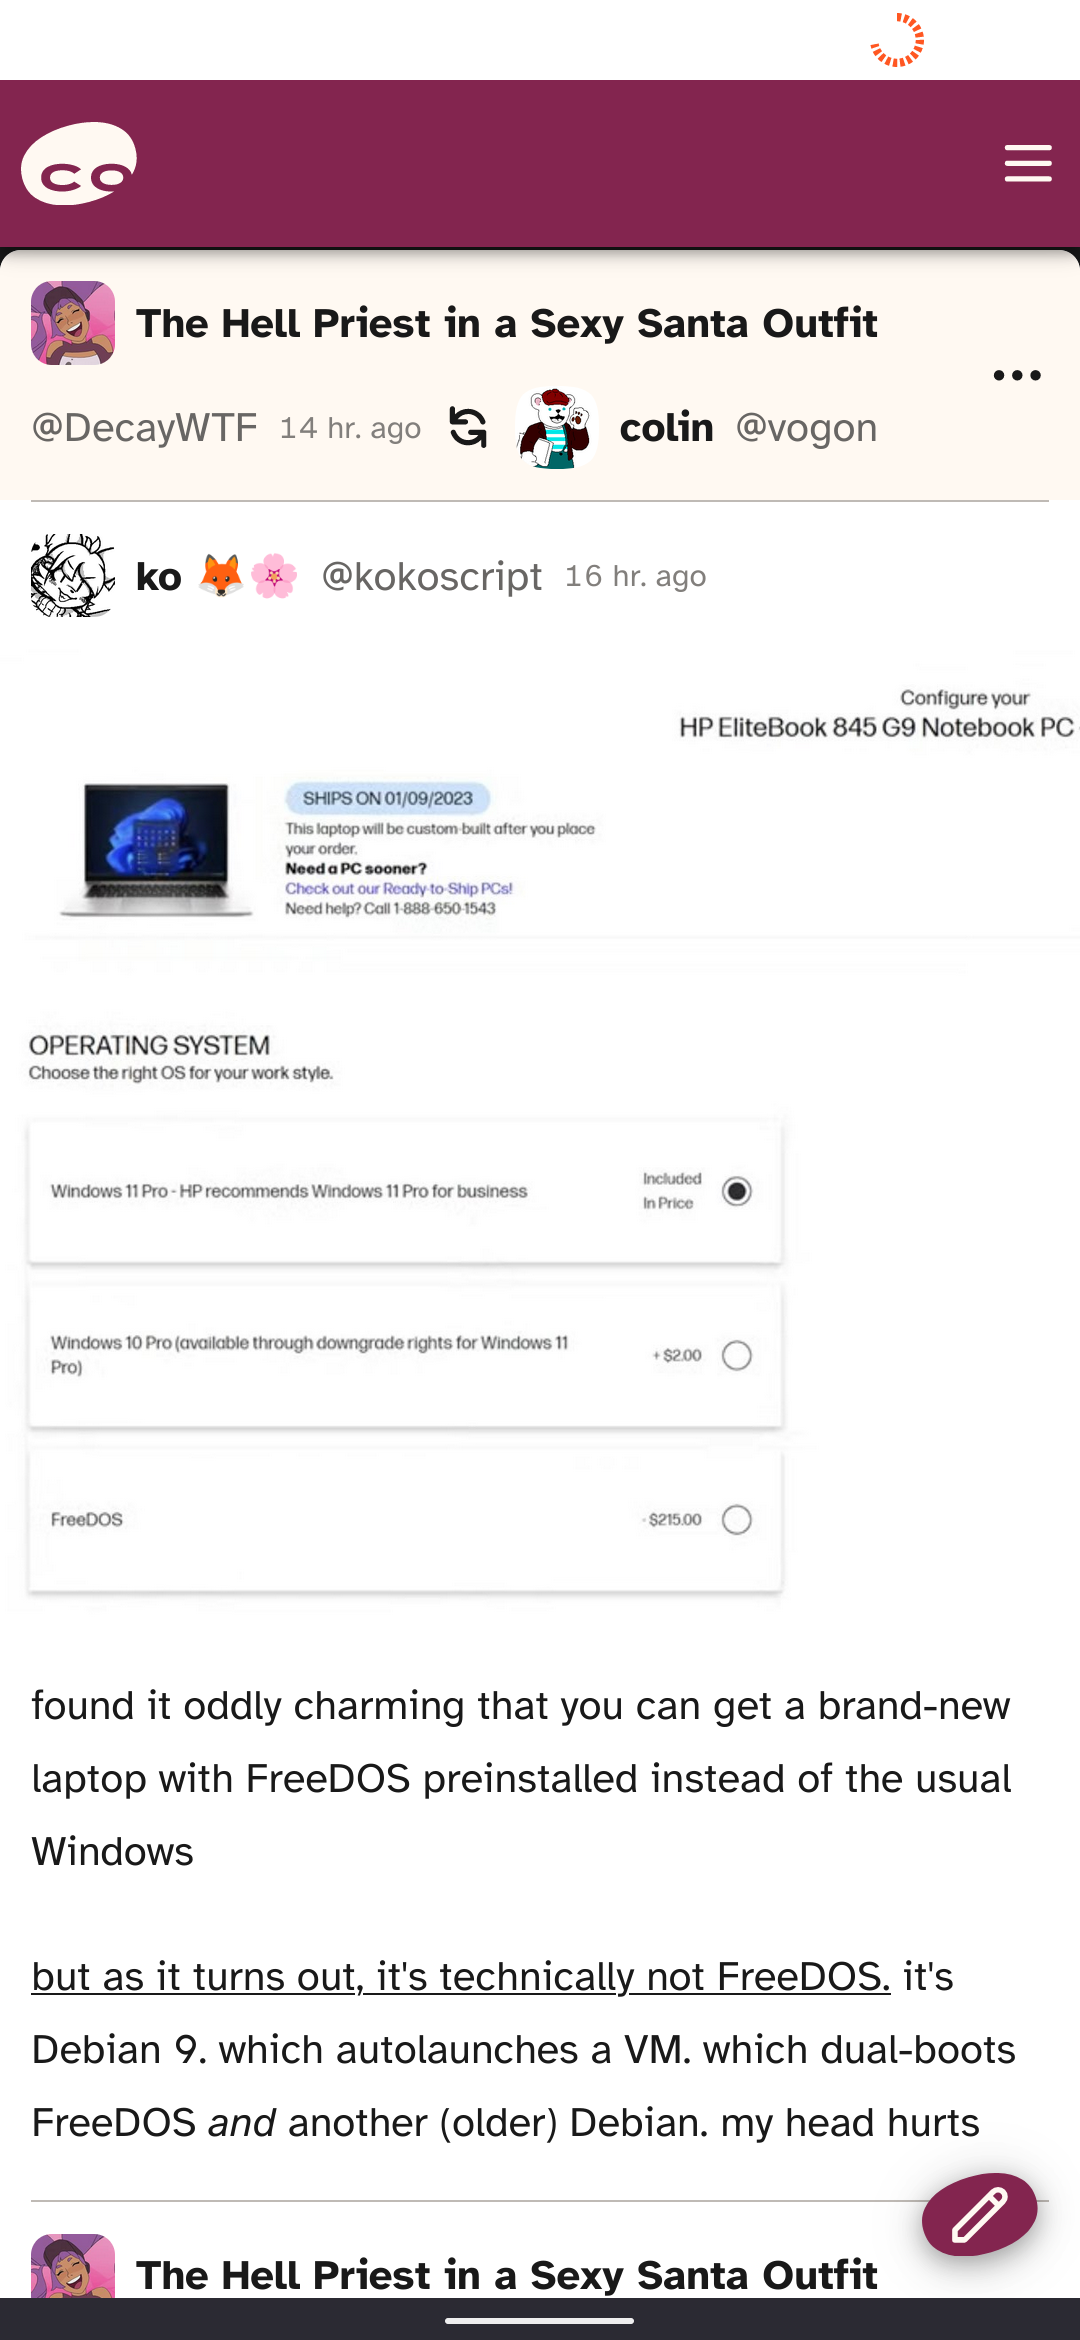 co
The Hell Priest in a Sexy Santa Outfit
@DecayWTF 14 hr. ago colin @vogon
ko 🦊🌸 @kokoscript 16 hr. ago
Configure your
HP EliteBook 845 G9 Notebook PC
SHIPS ON 01/09/2023
This laptop will be custom-built after you place
your order.
Need a PC sooner?
Check out our Ready-to-Ship PCs!
Need help? Call 1-888-650-1543
OPERATING SYSTEM
Choose the right OS for your work style.
Windows 11 Pro - HP recommends Windows 11 Pro for business
Included
In Price
Windows 10 Pro (available through downgrade rights for Windows 11
Pro)
+ $2.00
FreeDOS
- $215.00
found it oddly charming that you can get a brand-new
laptop with FreeDOS preinstalled instead of the usual
Windows
but as it turns out, it's technically not FreeDOS. it's
Debian 9. which autolaunches a VM. which dual-boots
FreeDOS and another (older) Debian. my head hurts
The Hell Priest in a Sexy Santa Outfit